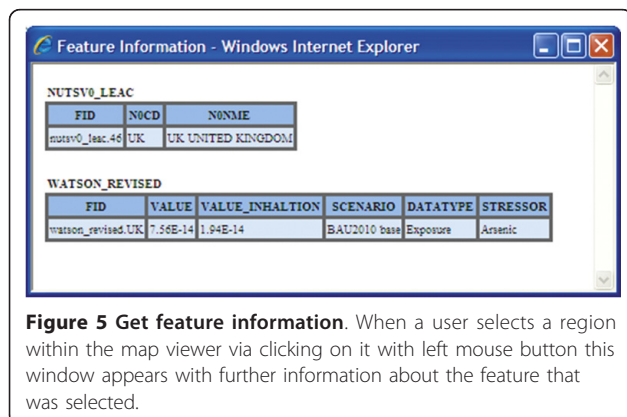 Feature Information - Windows Internet Explorer
NUTSV0_LEAC
FID N0CD N0NME
nutsv0_leac.46 UK UK UNITED KINGDOM
WATSON_REVISED
FID VALUE VALUE_INHALTION SCENARIO DATATYPE STRESSOR
watson_revised.UK 7.56E-14 1.94E-14 BAU2010 base Exposure Arsenic
Figure 5 Get feature information. When a user selects a region
within the map viewer via clicking on it with left mouse button this
window appears with further information about the feature that
was selected.